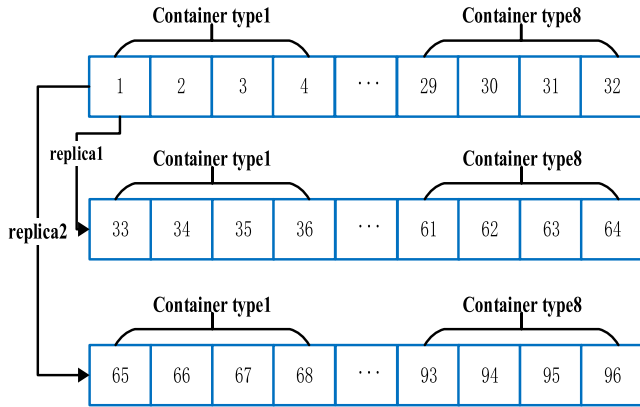 Container type1 Container type8
1 2 3 4 ··· 29 30 31 32
replica1
Container type1 Container type8
33 34 35 36 ··· 61 62 63 64
replica2
Container type1 Container type8
65 66 67 68 ··· 93 94 95 96